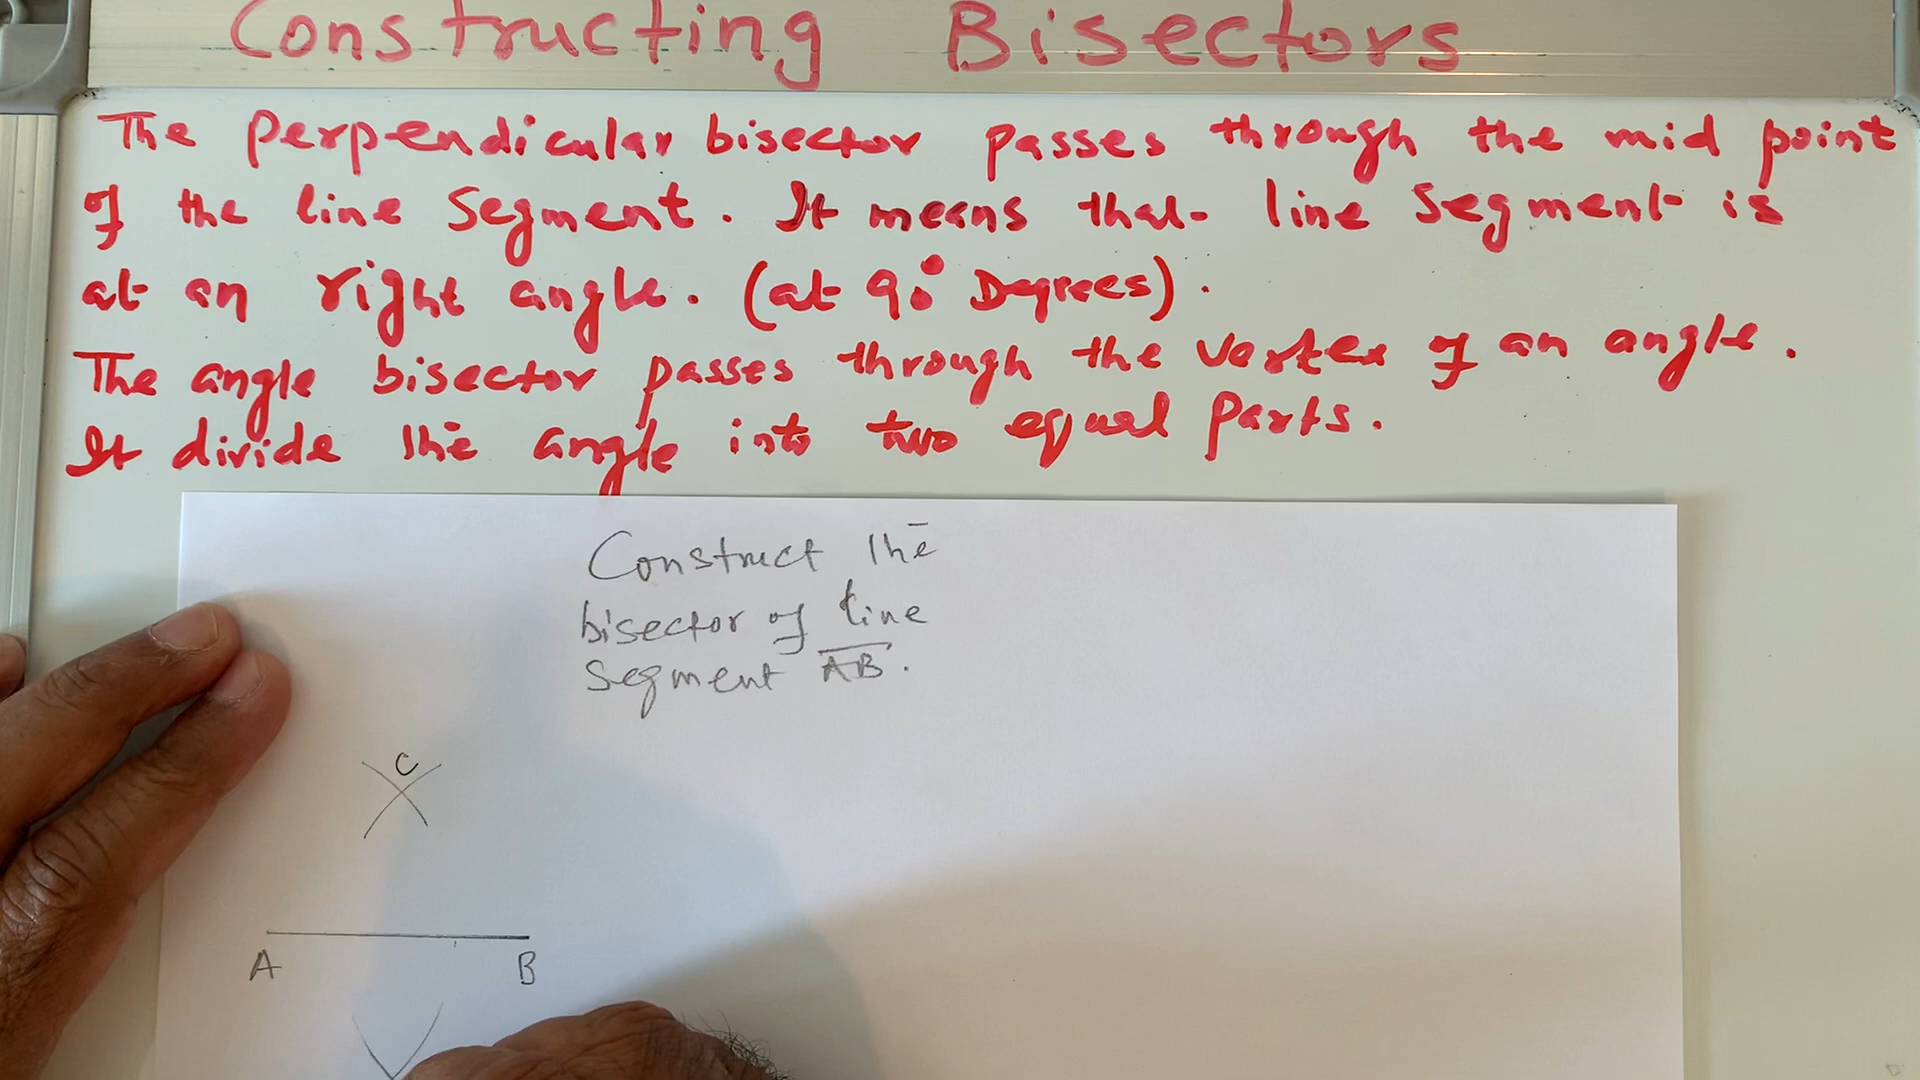 Constructing Bisectors
The perpendicular bisector passes through the mid point
of the line segment. It means that line segment is
at an right angle. (at 90° Degrees).
The angle bisector passes through the vertex of an angle.
It divide the angle into two equal parts.
Construct the
bisector of line
segment AB.
C
A B